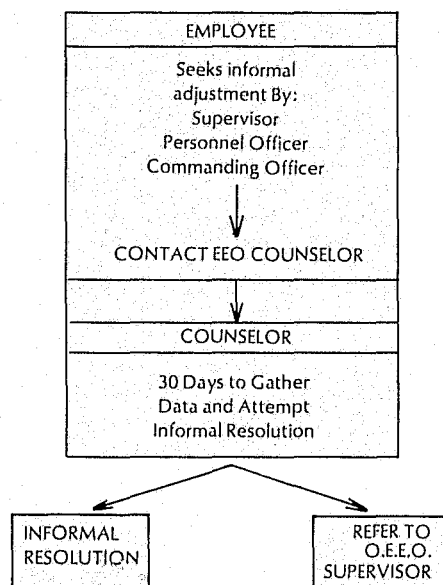 EMPLOYEE
Seeks informal
adjustment By:
Supervisor
Personnel Officer
Commanding Officer
CONTACT EEO COUNSELOR
COUNSELOR
30 Days to Gather
Data and Attempt
Informal Resolution
INFORMAL
RESOLUTION
REFER TO
O.E.E.O.
SUPERVISOR